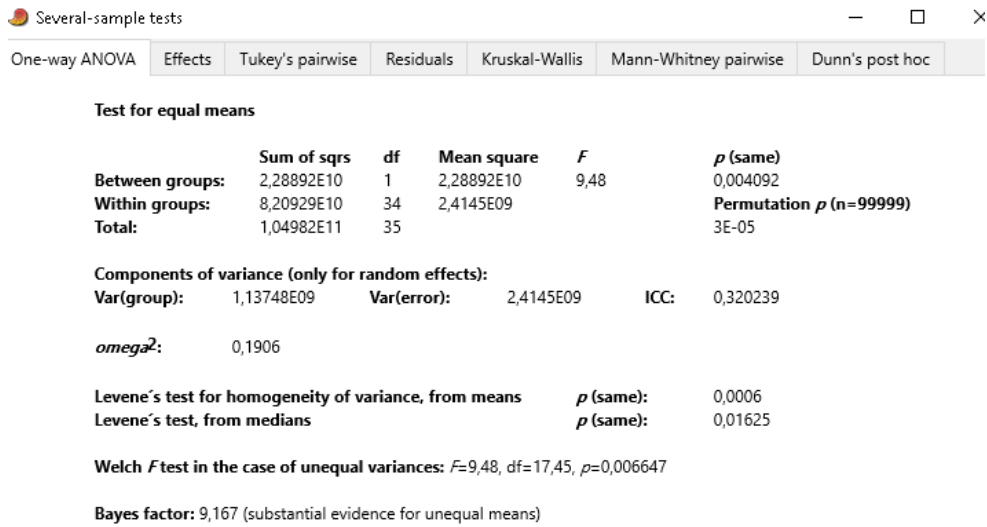 Several-sample tests
One-way ANOVA Effects Tukey's pairwise Residuals Kruskal-Wallis Mann-Whitney pairwise Dunn's post hoc
Test for equal means
Sum of sqrs df Mean square F p (same)
Between groups: 2,28892E10 1 2,28892E10 9,48 0,004092
Within groups: 8,20929E10 34 2,4145E09 Permutation p (n=99999)
Total: 1,04982E11 35 3E-05
Components of variance (only for random effects):
Var(group): 1,13748E09 Var(error): 2,4145E09 ICC: 0,320239
omega²: 0,1906
Levene´s test for homogeneity of variance, from means p (same): 0,0006
Levene´s test, from medians p (same): 0,01625
Welch F test in the case of unequal variances: F=9,48, df=17,45, p=0,006647
Bayes factor: 9,167 (substantial evidence for unequal means)